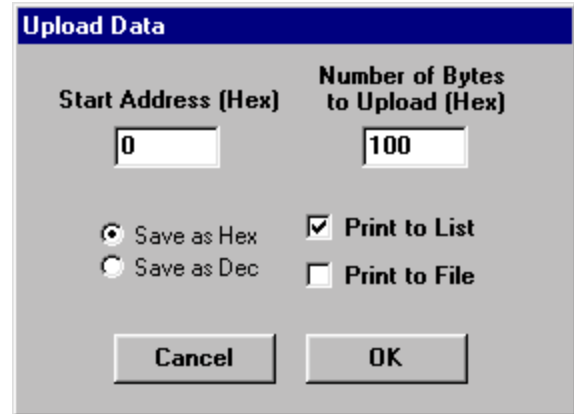 Upload Data
Start Address (Hex)
Number of Bytes
to Upload (Hex)
0
100
Save as Hex
Print to List
Save as Dec
Print to File
Cancel
OK